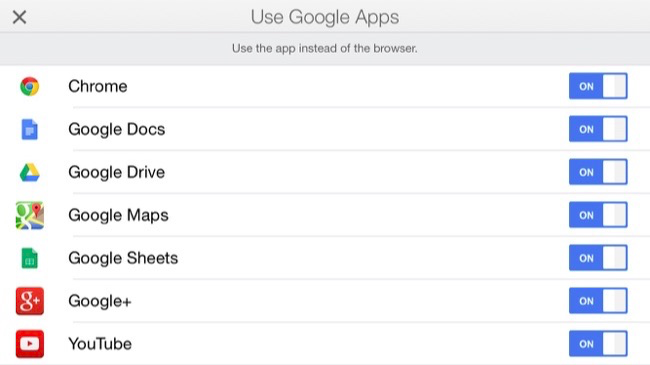 Use Google Apps
Use the app instead of the browser.
Chrome ON
Google Docs ON
Google Drive ON
Google Maps ON
Google Sheets ON
g+ Google+ ON
YouTube ON